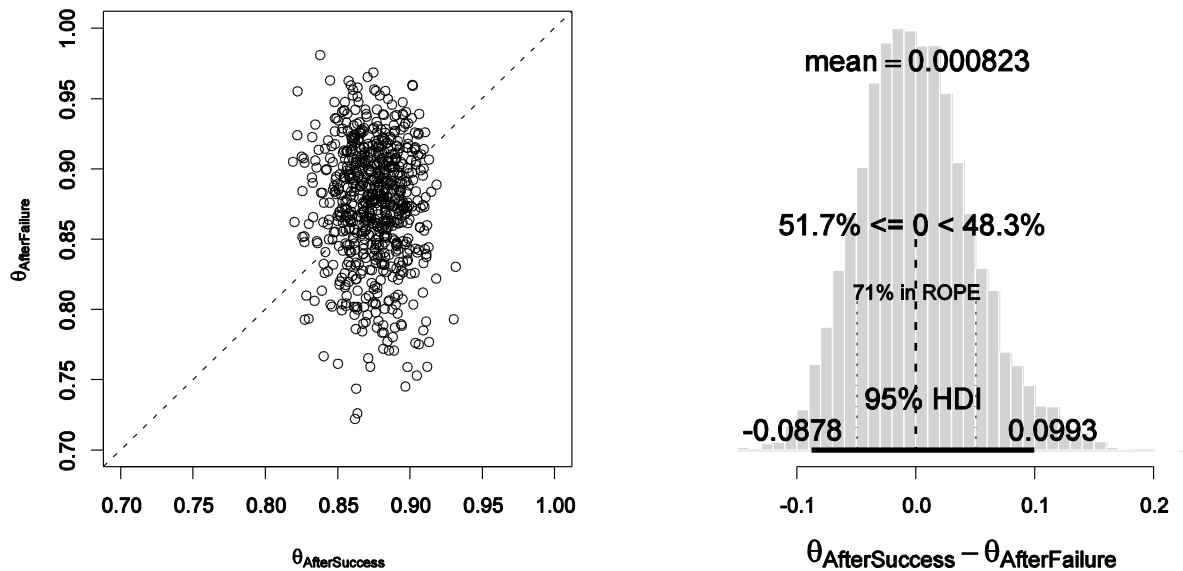 1.00
0.95
0.90
0.85
0.80
0.75
0.70
θAfterFailure
0.70 0.75 0.80 0.85 0.90 0.95 1.00
θAfterSuccess
mean = 0.000823
51.7% <= 0 < 48.3%
71% in ROPE
95% HDI
-0.0878 0.0993
-0.1 0.0 0.1 0.2
θAfterSuccess − θAfterFailure